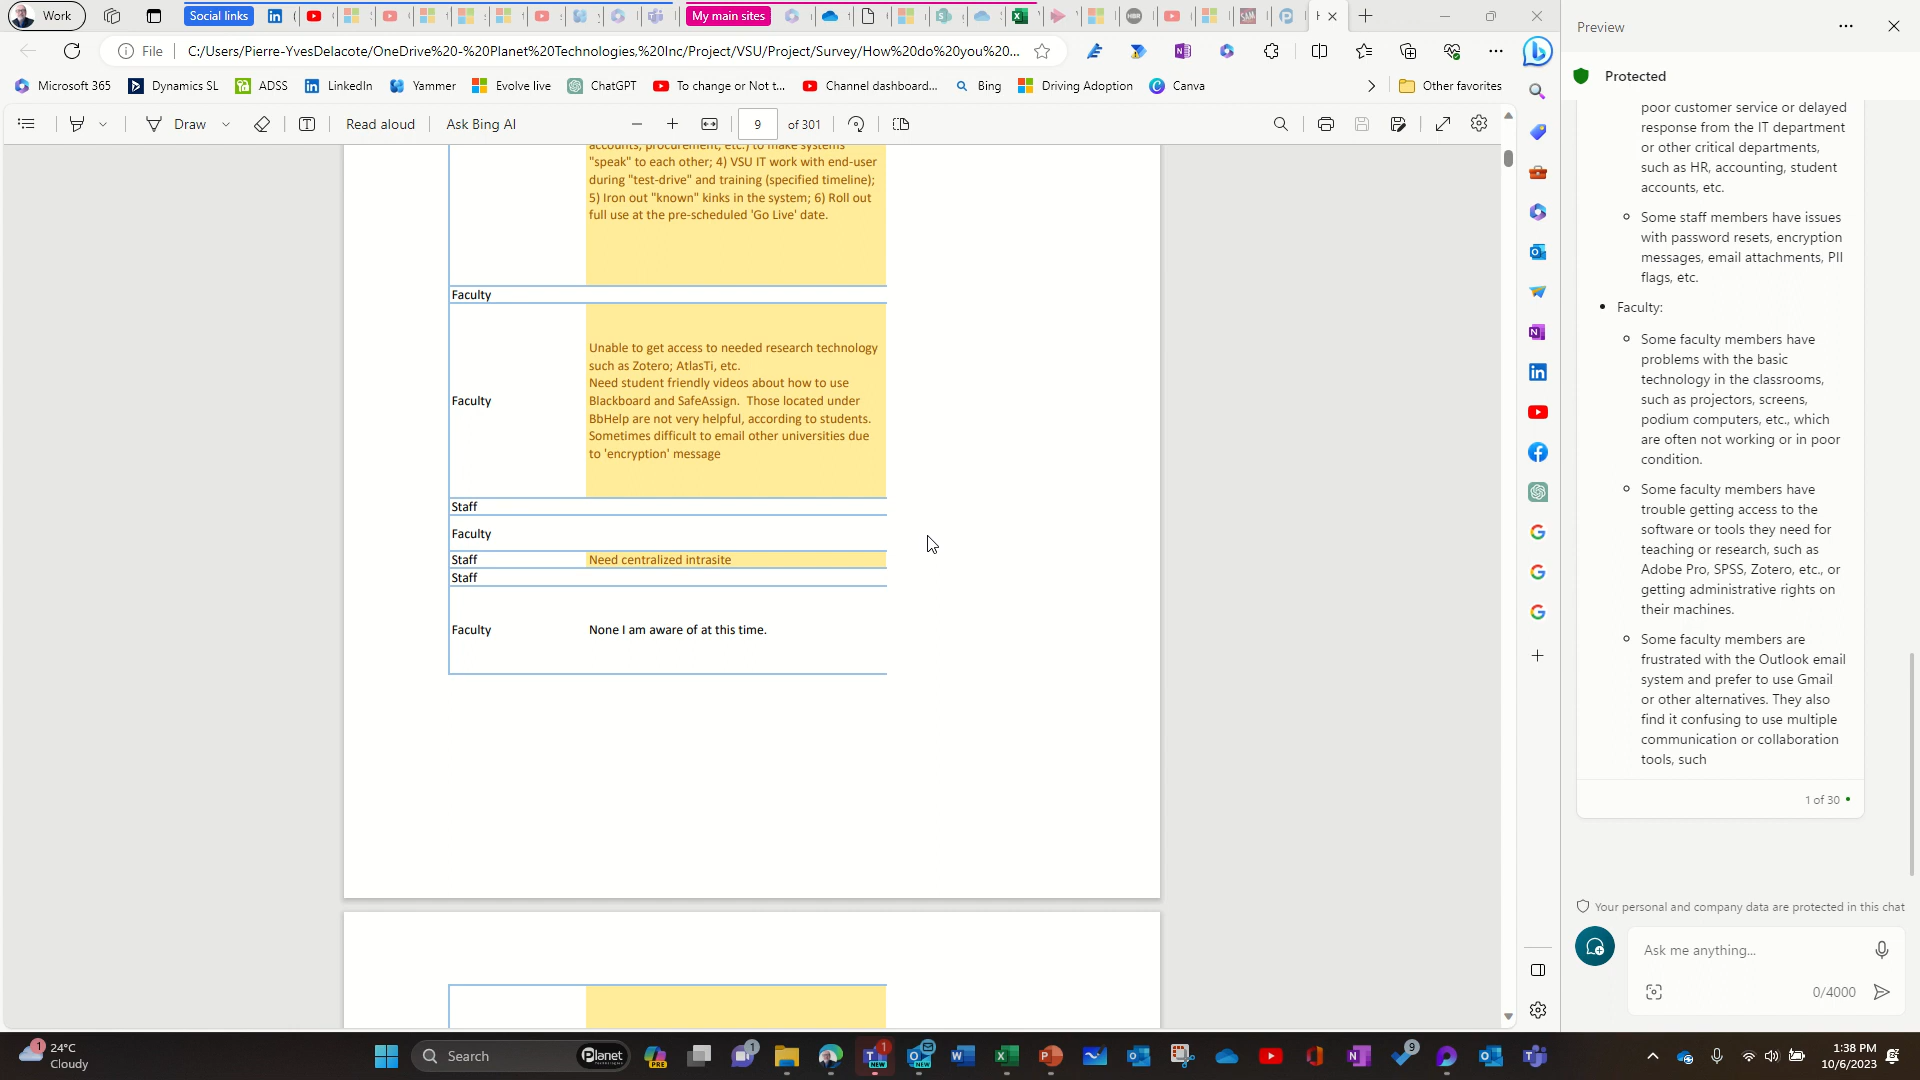 Work
Social links
My main sites
File
C:/Users/Pierre-YvesDelacote/OneDrive%20-%20Planet%20Technologies,%20Inc/Project/VSU/Project/Survey/How%20do%20you%20...
Microsoft 365
Dynamics SL
ADSS
LinkedIn
Yammer
Evolve live
ChatGPT
To change or Not t...
Channel dashboard...
Bing
Driving Adoption
Canva
Other favorites
Draw
Read aloud
Ask Bing AI
9
of 301
accounts, procurement, etc.) to make systems
"speak" to each other; 4) VSU IT work with end-user
during "test-drive" and training (specified timeline);
5) Iron out "known" kinks in the system; 6) Roll out
full use at the pre-scheduled 'Go Live' date.
Faculty
Faculty
Unable to get access to needed research technology
such as Zotero; AtlasTi, etc.
Need student friendly videos about how to use
Blackboard and SafeAssign.  Those located under
BbHelp are not very helpful, according to students.
Sometimes difficult to email other universities due
to 'encryption' message
Staff
Faculty
Staff
Need centralized intrasite
Staff
Faculty
None I am aware of at this time.
Preview
Protected
poor customer service or delayed
response from the IT department
or other critical departments,
such as HR, accounting, student
accounts, etc.
Some staff members have issues
with password resets, encryption
messages, email attachments, PII
flags, etc.
Faculty:
Some faculty members have
problems with the basic
technology in the classrooms,
such as projectors, screens,
podium computers, etc., which
are often not working or in poor
condition.
Some faculty members have
trouble getting access to the
software or tools they need for
teaching or research, such as
Adobe Pro, SPSS, Zotero, etc., or
getting administrative rights on
their machines.
Some faculty members are
frustrated with the Outlook email
system and prefer to use Gmail
or other alternatives. They also
find it confusing to use multiple
communication or collaboration
tools, such
1 of 30
Your personal and company data are protected in this chat
Ask me anything...
0/4000
24°C
Cloudy
Search
Planet
1:38 PM
10/6/2023